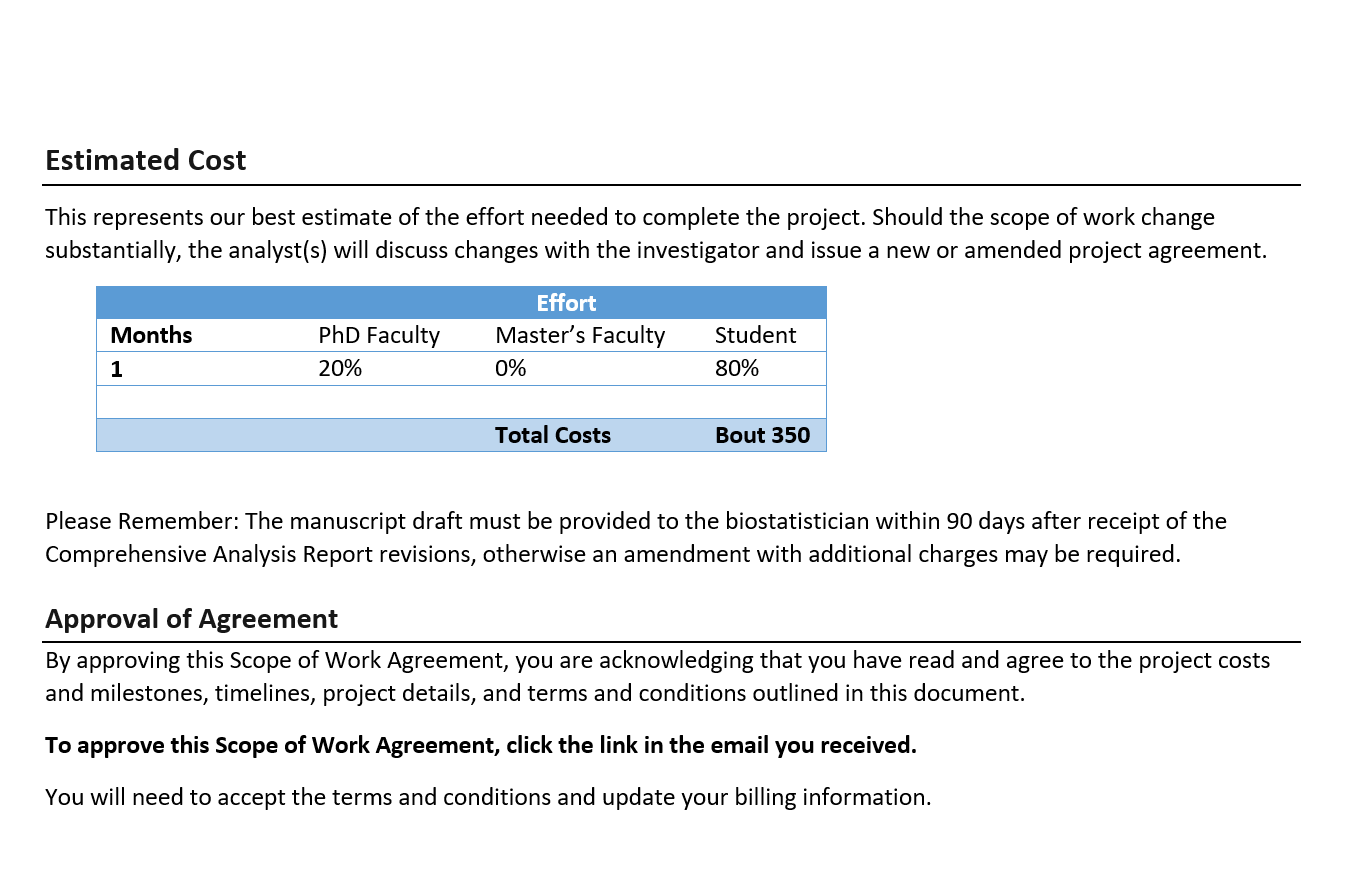 Estimated Cost
This represents our best estimate of the effort needed to complete the project. Should the scope of work change
substantially, the analyst(s) will discuss changes with the investigator and issue a new or amended project agreement.
Effort
Months PhD Faculty Master’s Faculty Student
1 20% 0% 80%
Total Costs Bout 350
Please Remember: The manuscript draft must be provided to the biostatistician within 90 days after receipt of the
Comprehensive Analysis Report revisions, otherwise an amendment with additional charges may be required.
Approval of Agreement
By approving this Scope of Work Agreement, you are acknowledging that you have read and agree to the project costs
and milestones, timelines, project details, and terms and conditions outlined in this document.
To approve this Scope of Work Agreement, click the link in the email you received.
You will need to accept the terms and conditions and update your billing information.